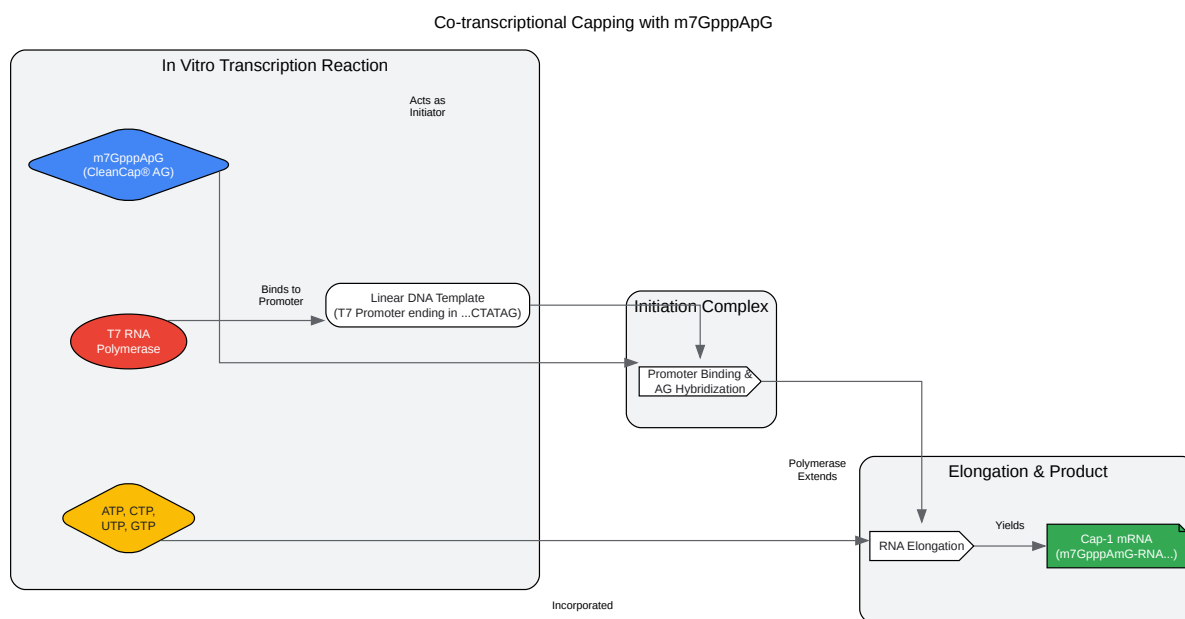 Co-transcriptional Capping with m7GpppApG
In Vitro Transcription Reaction
Acts as
Initiator
m7GpppApG
(CleanCap® AG)
Binds to
Promoter
Linear DNA Template
(T7 Promoter ending in ...CTATAG)
T7 RNA
Polymerase
Initiation Complex
Promoter Binding &
AG Hybridization
Polymerase
Extends
Elongation & Product
ATP, CTP,
UTP, GTP
RNA Elongation
Yields
Cap-1 mRNA
(m7GpppAmG-RNA...)
Incorporated